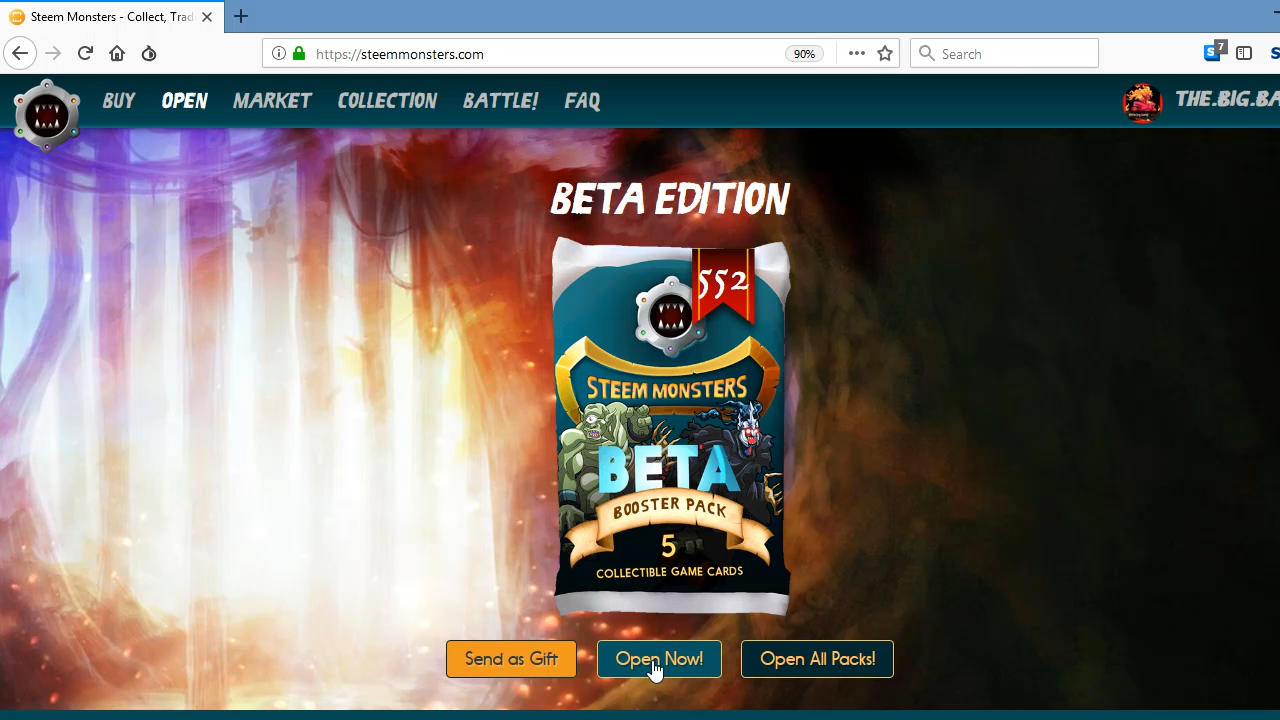 Steem Monsters - Collect, Trad
https://steemmonsters.com
90%
Search
7
BUY
OPEN
MARKET
COLLECTION
BATTLE!
FAQ
THE.BIG.BA
BETA EDITION
552
STEEM MONSTERS
BETA
BOOSTER PACK
5
COLLECTIBLE GAME CARDS
Send as Gift
Open Now!
Open All Packs!